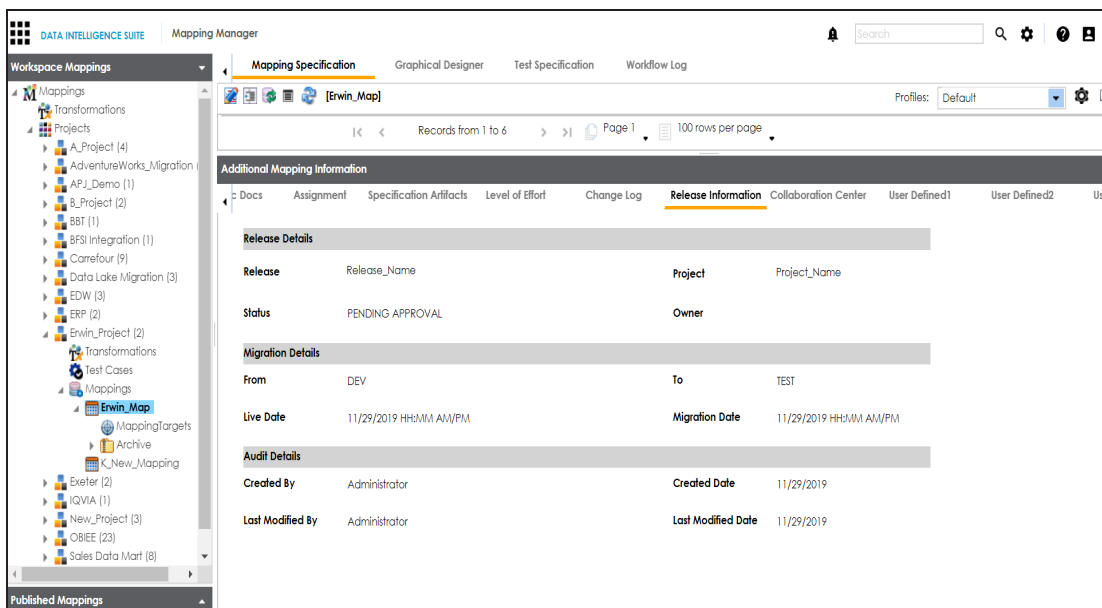 DATA INTELLIGENCE SUITE Mapping Manager Search
Workspace Mappings
Mappings
Transformations
Projects
A_Project (4)
AdventureWorks_Migration (
APJ_Demo (1)
B_Project (2)
BBT (1)
BFSI Integration (1)
Carrefour (9)
Data Lake Migration (3)
EDW (3)
ERP (2)
Erwin_Project (2)
Transformations
Test Cases
Mappings
Erwin_Map
MappingTargets
Archive
K_New_Mapping
Exeter (2)
IQVIA (1)
New_Project (3)
OBIEE (23)
Sales Data Mart (8)
Published Mappings
Mapping Specification Graphical Designer Test Specification Workflow Log
[Erwin_Map] Profiles: Default
Records from 1 to 6 Page 1 100 rows per page
Additional Mapping Information
c Docs Assignment Specification Artifacts Level of Effort Change Log Release Information Collaboration Center User Defined1 User Defined2 Us
Release Details
Release Release_Name Project Project_Name
Status PENDING APPROVAL Owner
Migration Details
From DEV To TEST
Live Date 11/29/2019 HH:MM AM/PM Migration Date 11/29/2019 HH:MM AM/PM
Audit Details
Created By Administrator Created Date 11/29/2019
Last Modified By Administrator Last Modified Date 11/29/2019